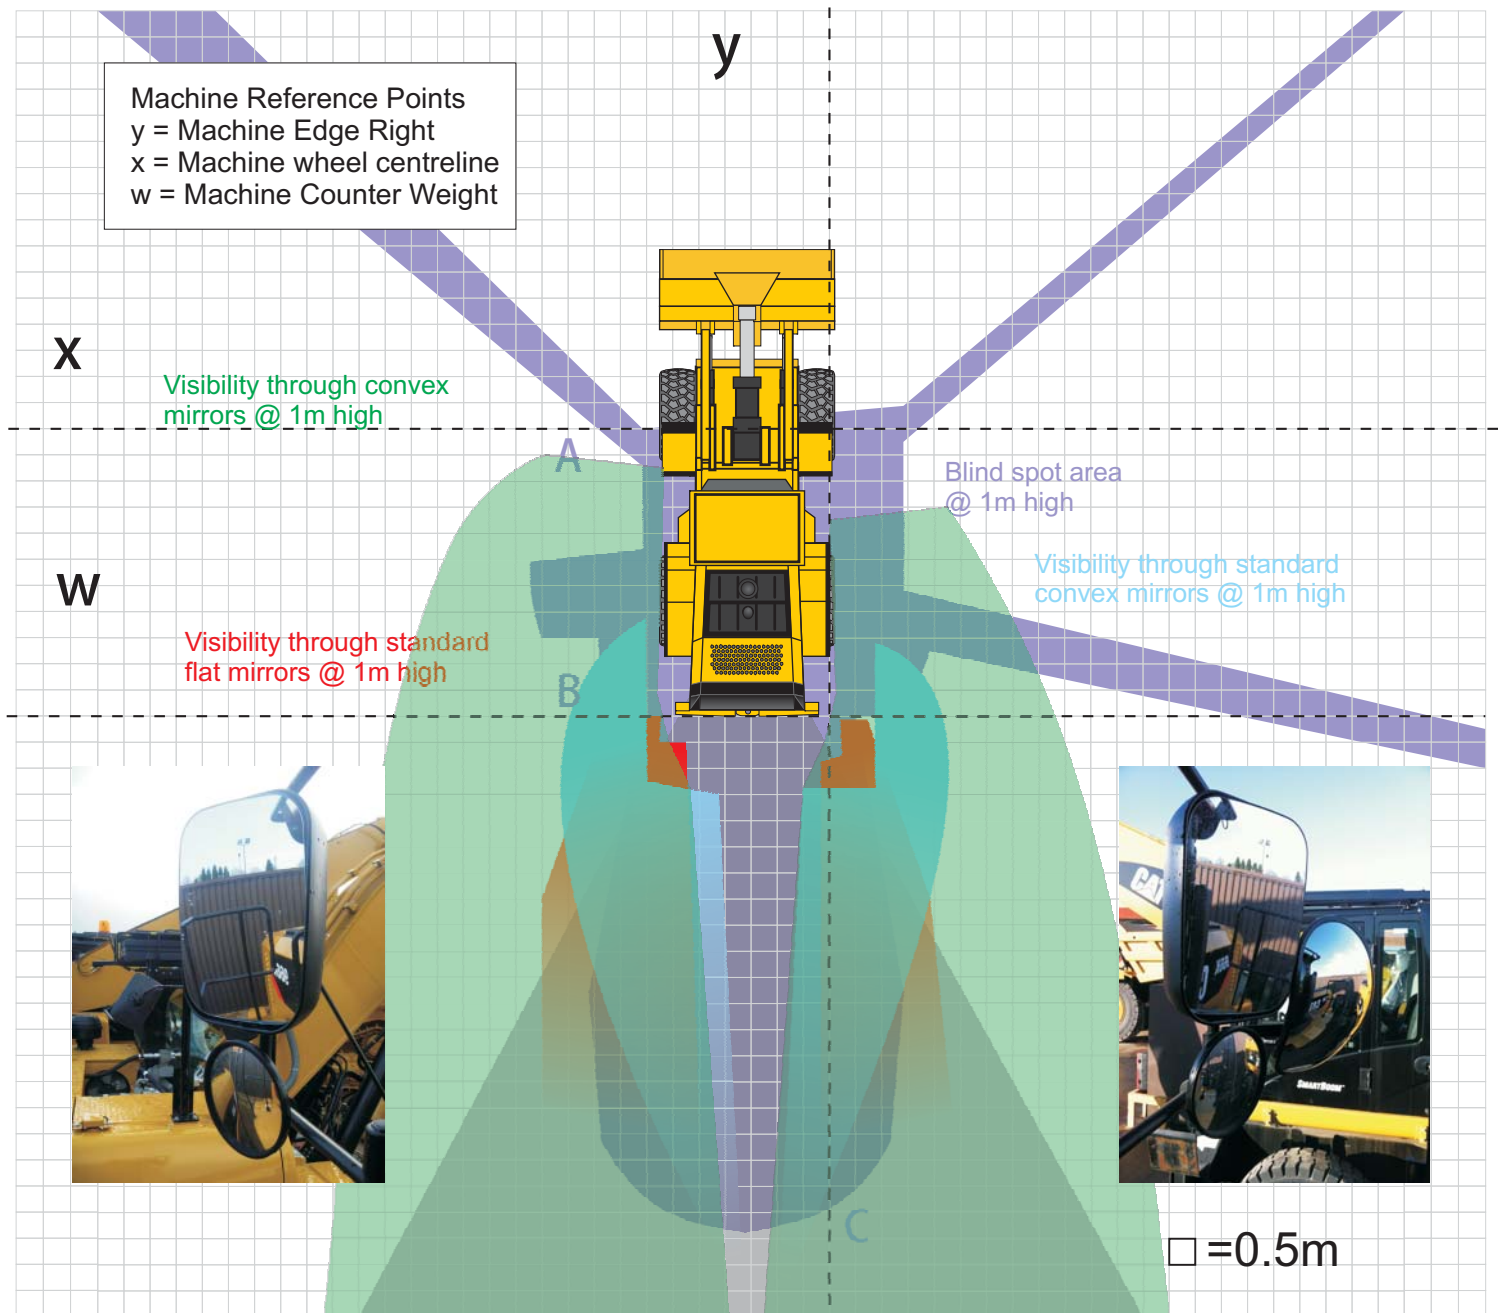 y
Machine Reference Points
y = Machine Edge Right
x = Machine wheel centreline
w = Machine Counter Weight
x
Visibility through convex
mirrors @ 1m high
A
Blind spot area
@ 1m high
w
Visibility through standard
convex mirrors @ 1m high
Visibility through standard
flat mirrors @ 1m high
B
CAT
SMARTBOOM
C
=0.5m